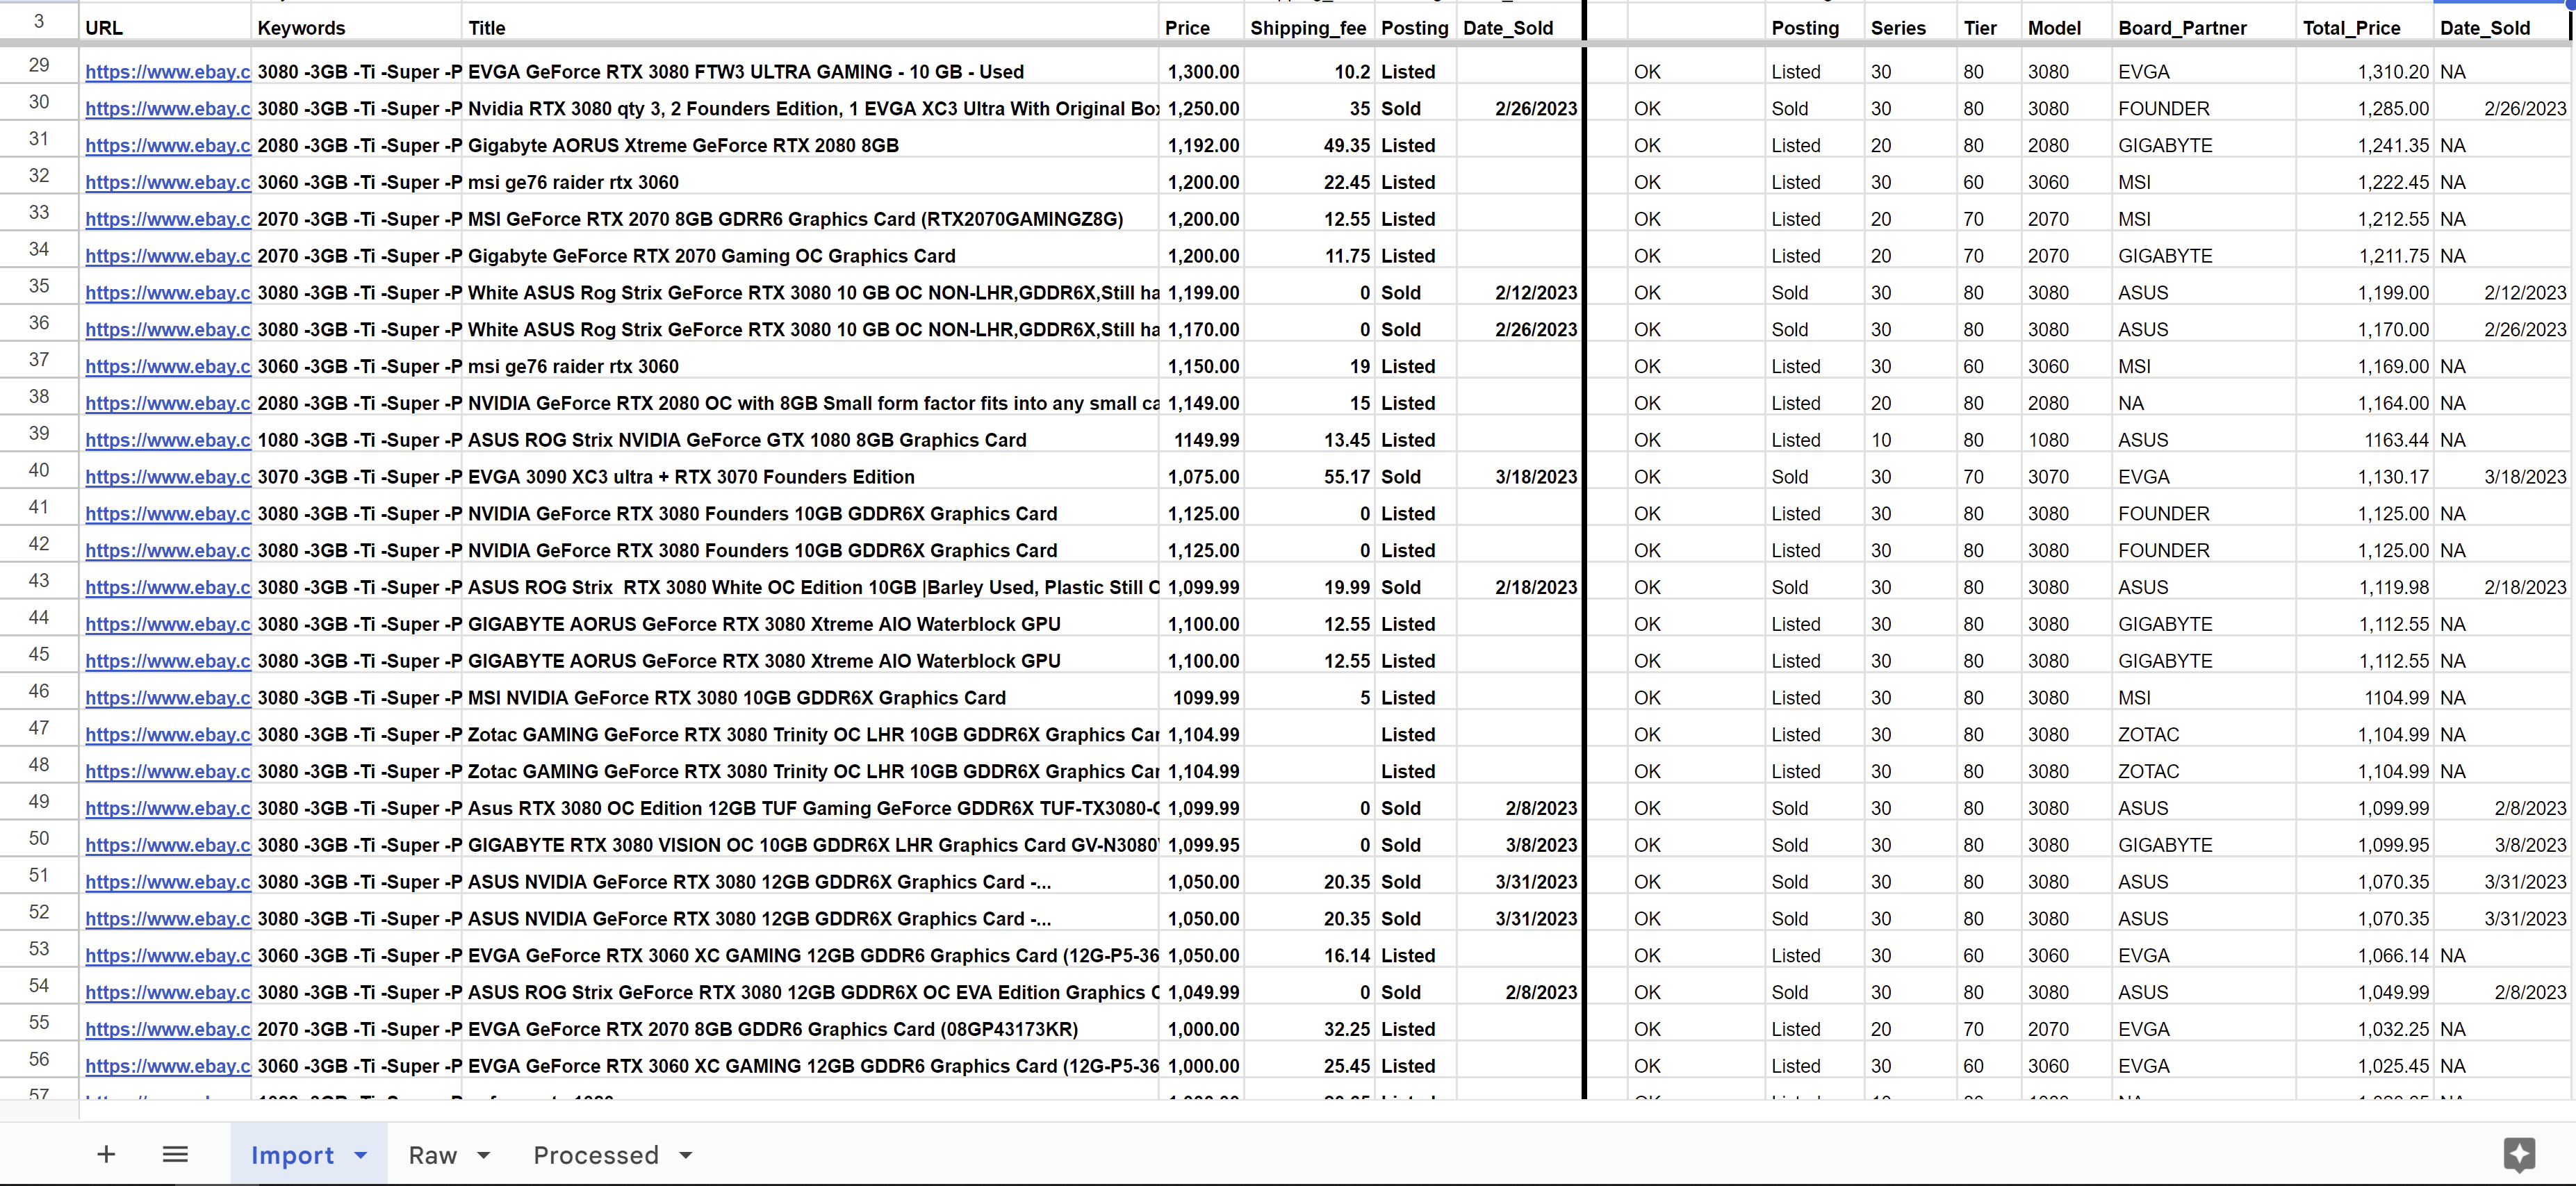 3 URL Keywords Title Price Shipping_fee Posting Date_Sold Posting Series Tier Model Board_Partner Total_Price Date_Sold
29 https://www.ebay.c 3080 -3GB -Ti -Super -P EVGA GeForce RTX 3080 FTW3 ULTRA GAMING - 10 GB - Used 1,300.00 10.2 Listed OK Listed 30 80 3080 EVGA 1,310.20 NA
30 https://www.ebay.c 3080 -3GB -Ti -Super -P Nvidia RTX 3080 qty 3, 2 Founders Edition, 1 EVGA XC3 Ultra With Original Box 1,250.00 35 Sold 2/26/2023 OK Sold 30 80 3080 FOUNDER 1,285.00 2/26/2023
31 https://www.ebay.c 2080 -3GB -Ti -Super -P Gigabyte AORUS Xtreme GeForce RTX 2080 8GB 1,192.00 49.35 Listed OK Listed 20 80 2080 GIGABYTE 1,241.35 NA
32 https://www.ebay.c 3060 -3GB -Ti -Super -P msi ge76 raider rtx 3060 1,200.00 22.45 Listed OK Listed 30 60 3060 MSI 1,222.45 NA
33 https://www.ebay.c 2070 -3GB -Ti -Super -P MSI GeForce RTX 2070 8GB GDRR6 Graphics Card (RTX2070GAMINGZ8G) 1,200.00 12.55 Listed OK Listed 20 70 2070 MSI 1,212.55 NA
34 https://www.ebay.c 2070 -3GB -Ti -Super -P Gigabyte GeForce RTX 2070 Gaming OC Graphics Card 1,200.00 11.75 Listed OK Listed 20 70 2070 GIGABYTE 1,211.75 NA
35 https://www.ebay.c 3080 -3GB -Ti -Super -P White ASUS Rog Strix GeForce RTX 3080 10 GB OC NON-LHR,GDDR6X,Still ha 1,199.00 0 Sold 2/12/2023 OK Sold 30 80 3080 ASUS 1,199.00 2/12/2023
36 https://www.ebay.c 3080 -3GB -Ti -Super -P White ASUS Rog Strix GeForce RTX 3080 10 GB OC NON-LHR,GDDR6X,Still ha 1,170.00 0 Sold 2/26/2023 OK Sold 30 80 3080 ASUS 1,170.00 2/26/2023
37 https://www.ebay.c 3060 -3GB -Ti -Super -P msi ge76 raider rtx 3060 1,150.00 19 Listed OK Listed 30 60 3060 MSI 1,169.00 NA
38 https://www.ebay.c 2080 -3GB -Ti -Super -P NVIDIA GeForce RTX 2080 OC with 8GB Small form factor fits into any small ca 1,149.00 15 Listed OK Listed 20 80 2080 NA 1,164.00 NA
39 https://www.ebay.c 1080 -3GB -Ti -Super -P ASUS ROG Strix NVIDIA GeForce GTX 1080 8GB Graphics Card 1149.99 13.45 Listed OK Listed 10 80 1080 ASUS 1163.44 NA
40 https://www.ebay.c 3070 -3GB -Ti -Super -P EVGA 3090 XC3 ultra + RTX 3070 Founders Edition 1,075.00 55.17 Sold 3/18/2023 OK Sold 30 70 3070 EVGA 1,130.17 3/18/2023
41 https://www.ebay.c 3080 -3GB -Ti -Super -P NVIDIA GeForce RTX 3080 Founders 10GB GDDR6X Graphics Card 1,125.00 0 Listed OK Listed 30 80 3080 FOUNDER 1,125.00 NA
42 https://www.ebay.c 3080 -3GB -Ti -Super -P NVIDIA GeForce RTX 3080 Founders 10GB GDDR6X Graphics Card 1,125.00 0 Listed OK Listed 30 80 3080 FOUNDER 1,125.00 NA
43 https://www.ebay.c 3080 -3GB -Ti -Super -P ASUS ROG Strix  RTX 3080 White OC Edition 10GB |Barley Used, Plastic Still O 1,099.99 19.99 Sold 2/18/2023 OK Sold 30 80 3080 ASUS 1,119.98 2/18/2023
44 https://www.ebay.c 3080 -3GB -Ti -Super -P GIGABYTE AORUS GeForce RTX 3080 Xtreme AIO Waterblock GPU 1,100.00 12.55 Listed OK Listed 30 80 3080 GIGABYTE 1,112.55 NA
45 https://www.ebay.c 3080 -3GB -Ti -Super -P GIGABYTE AORUS GeForce RTX 3080 Xtreme AIO Waterblock GPU 1,100.00 12.55 Listed OK Listed 30 80 3080 GIGABYTE 1,112.55 NA
46 https://www.ebay.c 3080 -3GB -Ti -Super -P MSI NVIDIA GeForce RTX 3080 10GB GDDR6X Graphics Card 1099.99 5 Listed OK Listed 30 80 3080 MSI 1104.99 NA
47 https://www.ebay.c 3080 -3GB -Ti -Super -P Zotac GAMING GeForce RTX 3080 Trinity OC LHR 10GB GDDR6X Graphics Car 1,104.99 Listed OK Listed 30 80 3080 ZOTAC 1,104.99 NA
48 https://www.ebay.c 3080 -3GB -Ti -Super -P Zotac GAMING GeForce RTX 3080 Trinity OC LHR 10GB GDDR6X Graphics Car 1,104.99 Listed OK Listed 30 80 3080 ZOTAC 1,104.99 NA
49 https://www.ebay.c 3080 -3GB -Ti -Super -P Asus RTX 3080 OC Edition 12GB TUF Gaming GeForce GDDR6X TUF-TX3080-O 1,099.99 0 Sold 2/8/2023 OK Sold 30 80 3080 ASUS 1,099.99 2/8/2023
50 https://www.ebay.c 3080 -3GB -Ti -Super -P GIGABYTE RTX 3080 VISION OC 10GB GDDR6X LHR Graphics Card GV-N3080 1,099.95 0 Sold 3/8/2023 OK Sold 30 80 3080 GIGABYTE 1,099.95 3/8/2023
51 https://www.ebay.c 3080 -3GB -Ti -Super -P ASUS NVIDIA GeForce RTX 3080 12GB GDDR6X Graphics Card -... 1,050.00 20.35 Sold 3/31/2023 OK Sold 30 80 3080 ASUS 1,070.35 3/31/2023
52 https://www.ebay.c 3080 -3GB -Ti -Super -P ASUS NVIDIA GeForce RTX 3080 12GB GDDR6X Graphics Card -... 1,050.00 20.35 Sold 3/31/2023 OK Sold 30 80 3080 ASUS 1,070.35 3/31/2023
53 https://www.ebay.c 3060 -3GB -Ti -Super -P EVGA GeForce RTX 3060 XC GAMING 12GB GDDR6 Graphics Card (12G-P5-36 1,050.00 16.14 Listed OK Listed 30 60 3060 EVGA 1,066.14 NA
54 https://www.ebay.c 3080 -3GB -Ti -Super -P ASUS ROG Strix GeForce RTX 3080 12GB GDDR6X OC EVA Edition Graphics C 1,049.99 0 Sold 2/8/2023 OK Sold 30 80 3080 ASUS 1,049.99 2/8/2023
55 https://www.ebay.c 2070 -3GB -Ti -Super -P EVGA GeForce RTX 2070 8GB GDDR6 Graphics Card (08GP43173KR) 1,000.00 32.25 Listed OK Listed 20 70 2070 EVGA 1,032.25 NA
56 https://www.ebay.c 3060 -3GB -Ti -Super -P EVGA GeForce RTX 3060 XC GAMING 12GB GDDR6 Graphics Card (12G-P5-36 1,000.00 25.45 Listed OK Listed 30 60 3060 EVGA 1,025.45 NA
57
Import Raw Processed